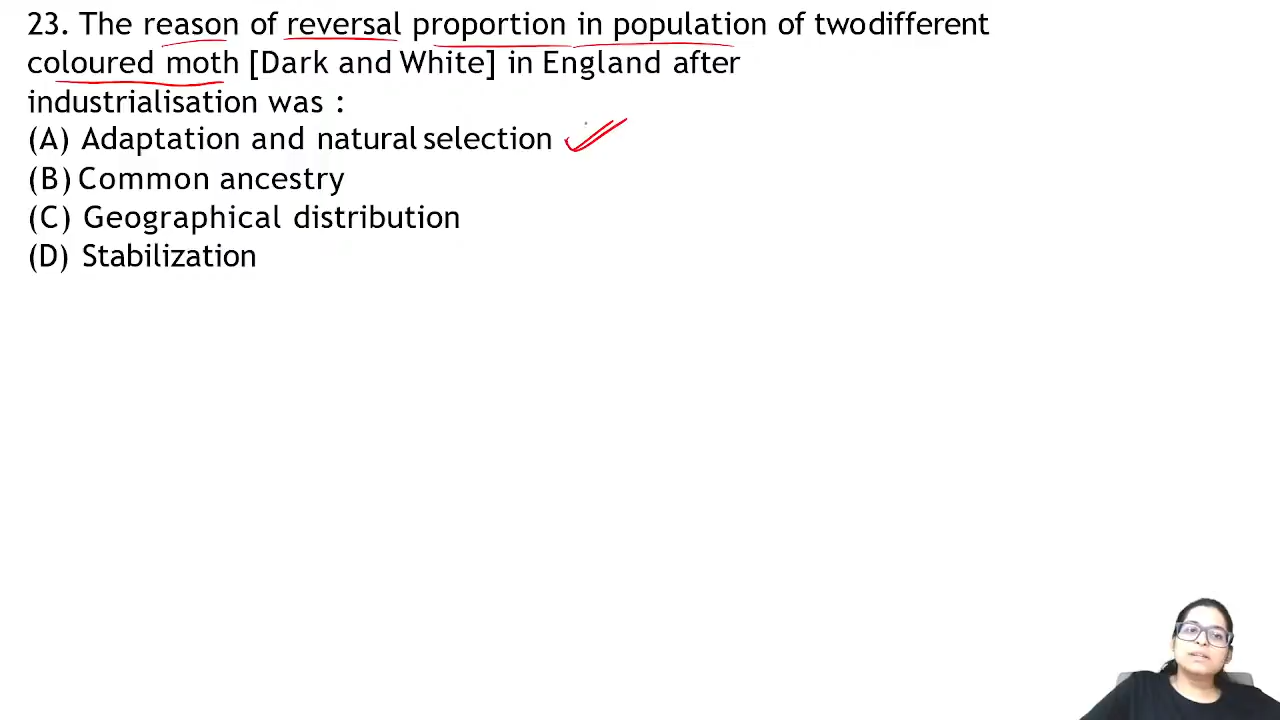 23. The reason of reversal proportion in population of twodifferent
coloured moth [Dark and White] in England after
industrialisation was :
(A) Adaptation and natural selection
(B) Common ancestry
(C) Geographical distribution
(D) Stabilization